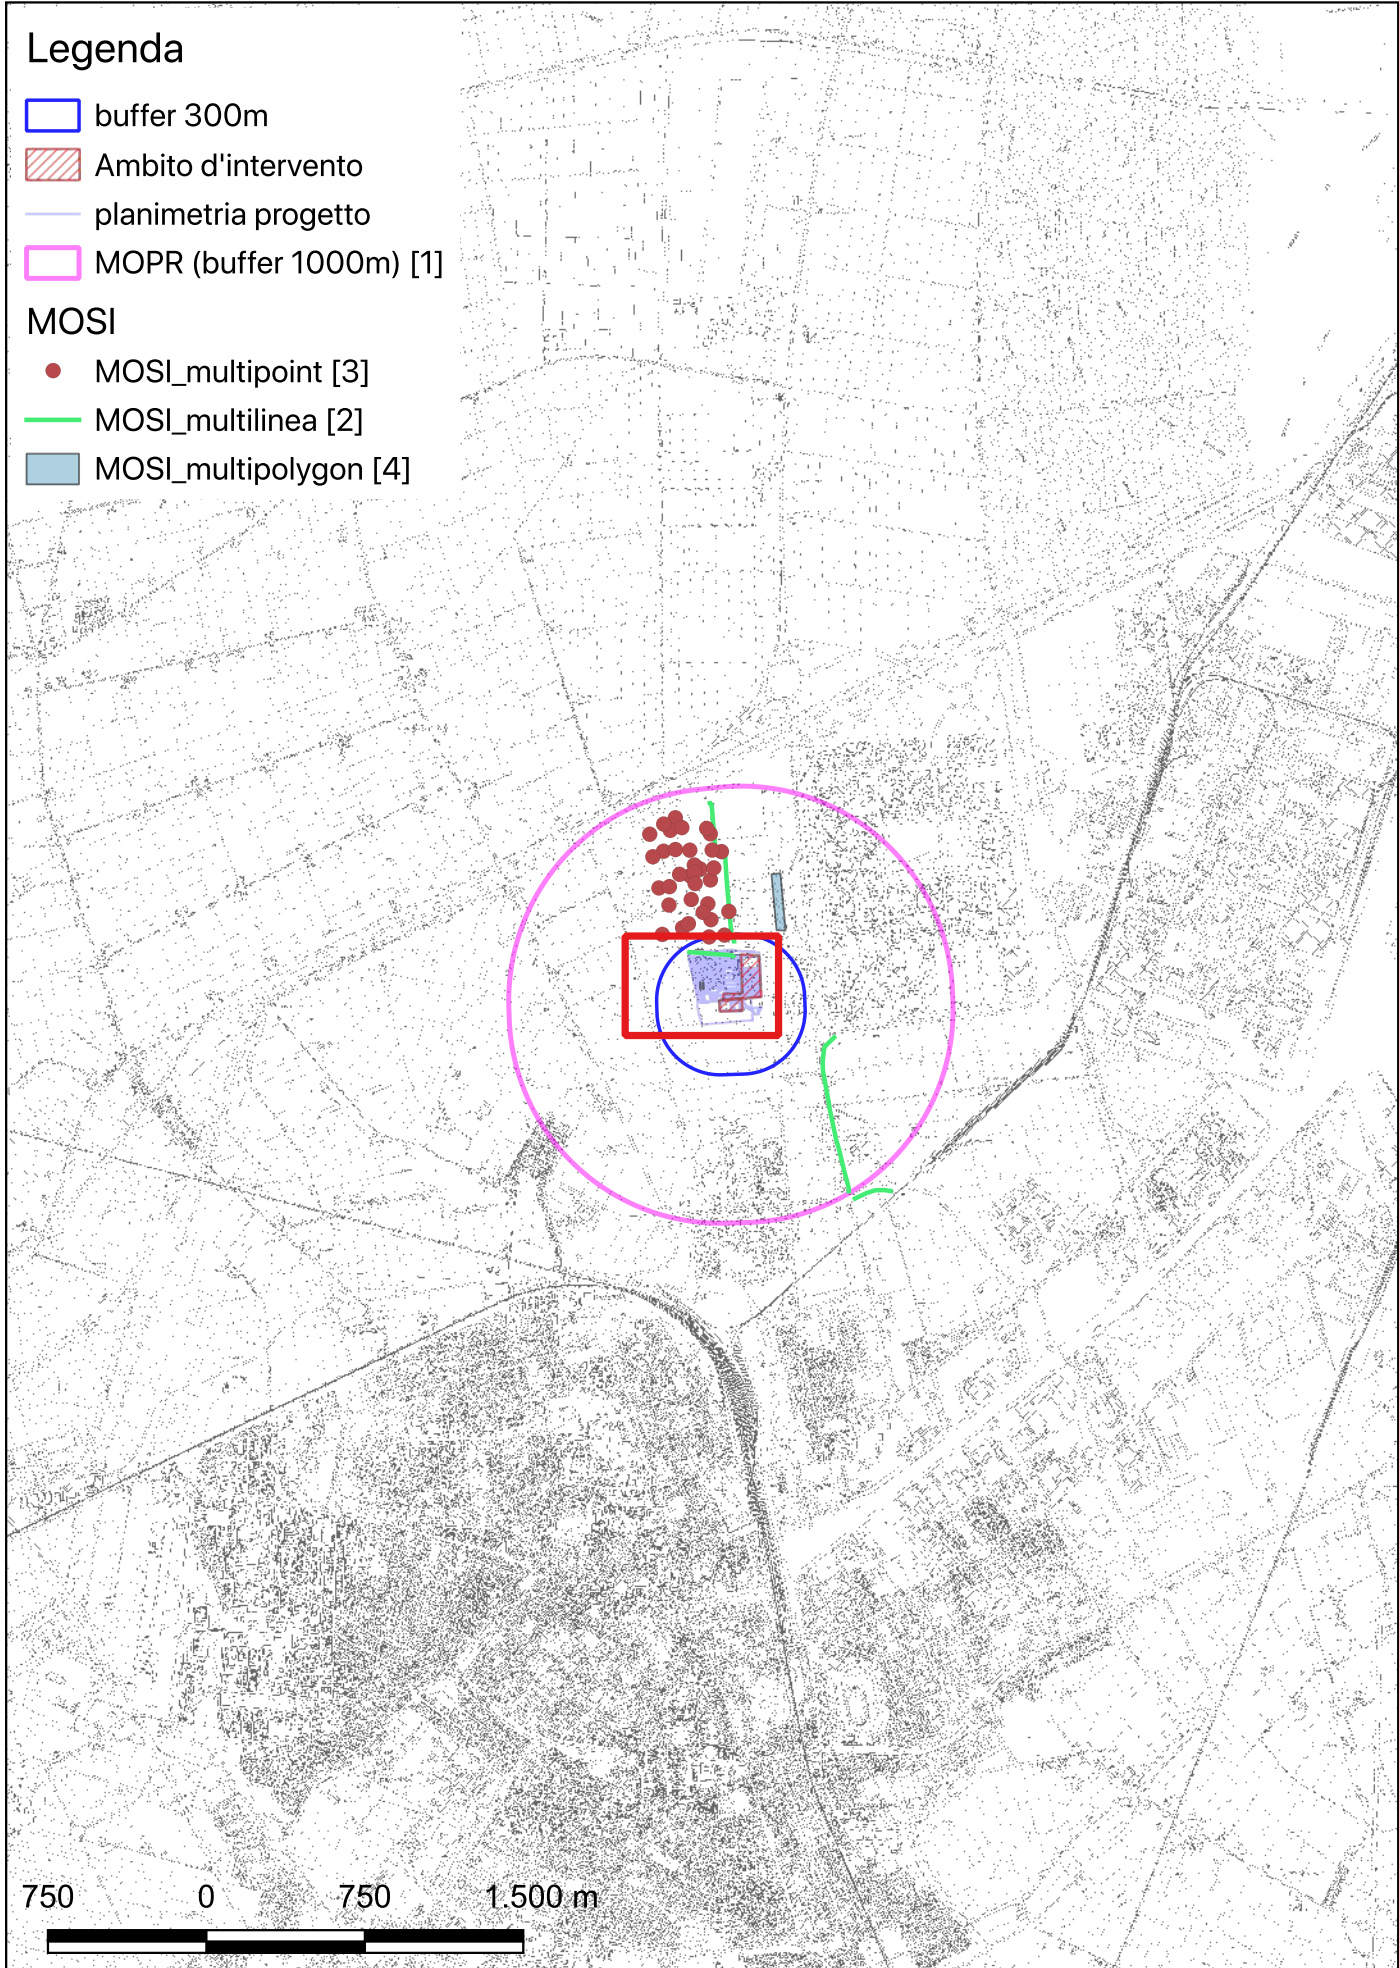 Legenda
buffer 300m
Ambito d'intervento
planimetria progetto
MOPR (buffer 1000m) [1]
MOSI
MOSI_multipoint [3]
MOSI_multilinea [2]
MOSI_multipolygon [4]
750 0 750 1.500 m